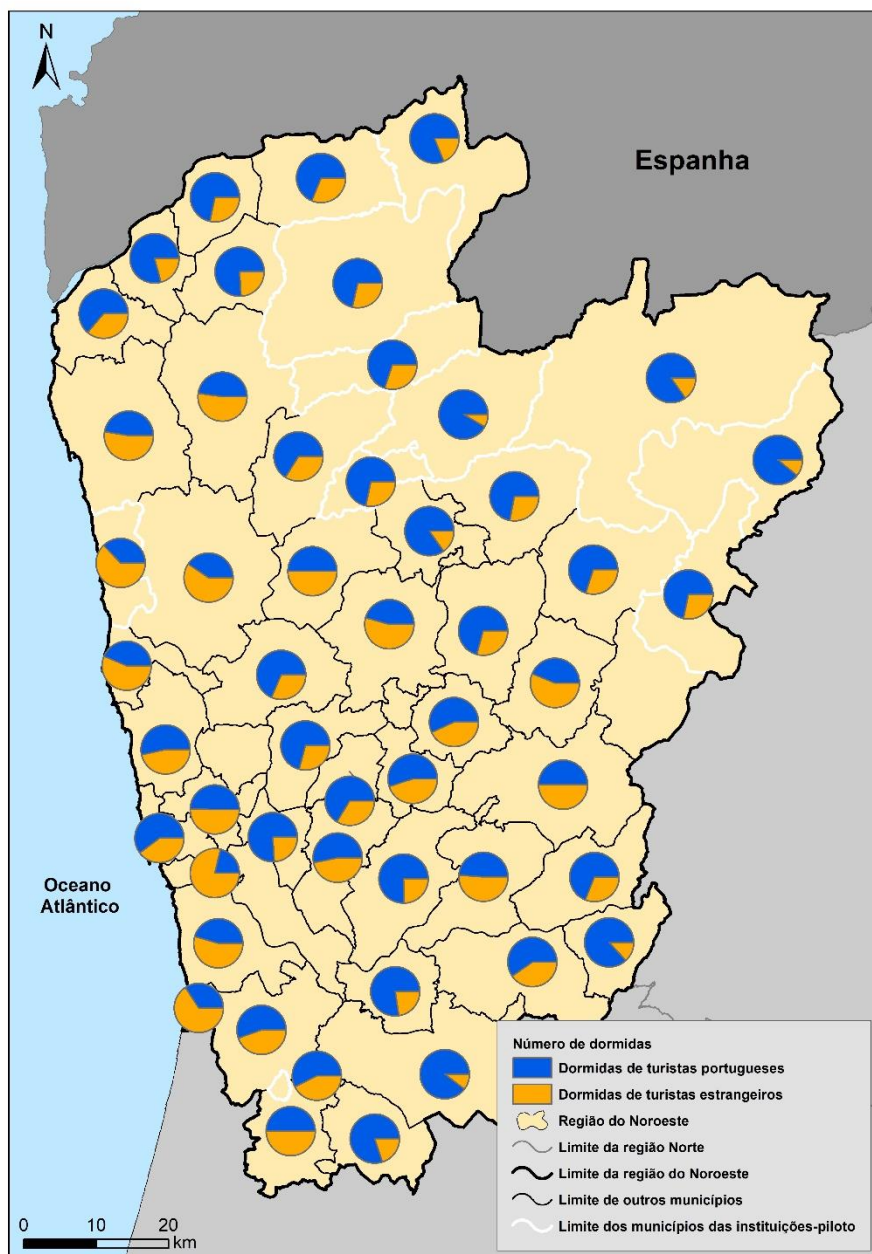 N
Espanha
Oceano
Atlântico
Número de dormidas
Dormidas de turistas portugueses
Dormidas de turistas estrangeiros
Região do Noroeste
Limite da região Norte
Limite da região do Noroeste
Limite de outros municípios
Limite dos municípios das instituições-piloto
0 10 20
km